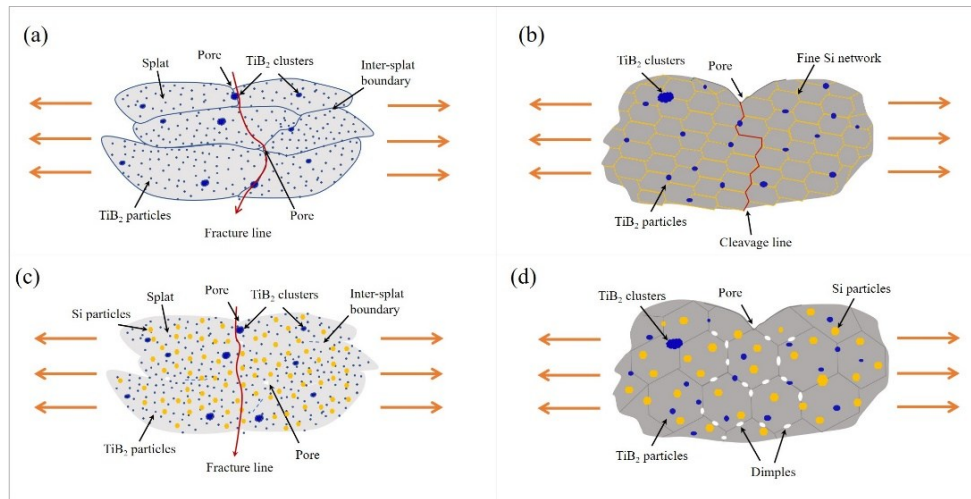 (a)
Splat
Pore
TiB₂ clusters
Inter-splat
boundary
TiB₂ particles
Pore
Fracture line
(b)
TiB₂ clusters
Pore
Fine Si network
TiB₂ particles
Cleavage line
(c)
Si particles
Splat
Pore
TiB₂ clusters
Inter-splat
boundary
TiB₂ particles
Fracture line
Pore
(d)
TiB₂ clusters
Pore
Si particles
TiB₂ particles
Dimples